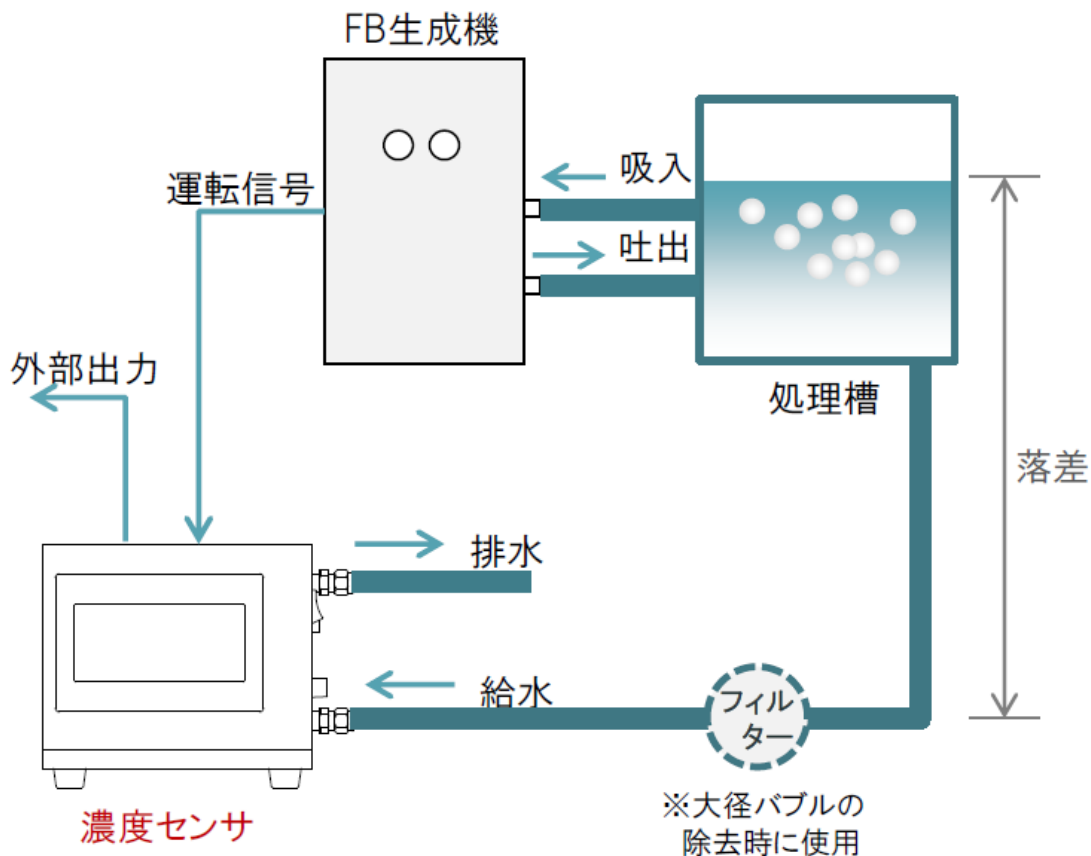 FB生成機
吸入
運転信号
吐出
外部出力
処理槽
落差
排水
給水
フィル
ター
※大径バブルの
除去時に使用
濃度センサ